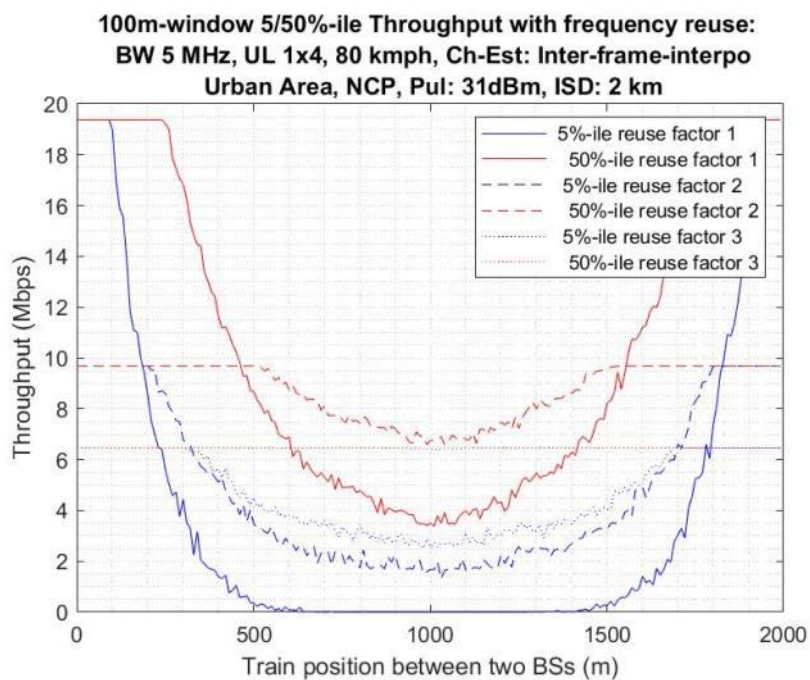 100m-window 5/50%-ile Throughput with frequency reuse:
BW 5 MHz, UL 1x4, 80 kmph, Ch-Est: Inter-frame-interpo
Urban Area, NCP, Pul: 31dBm, ISD: 2 km
20
18
16
14
12
10
8
6
4
2
0
Throughput (Mbps)
5%-ile reuse factor 1
50%-ile reuse factor 1
5%-ile reuse factor 2
50%-ile reuse factor 2
5%-ile reuse factor 3
50%-ile reuse factor 3
0 500 1000 1500 2000
Train position between two BSs (m)